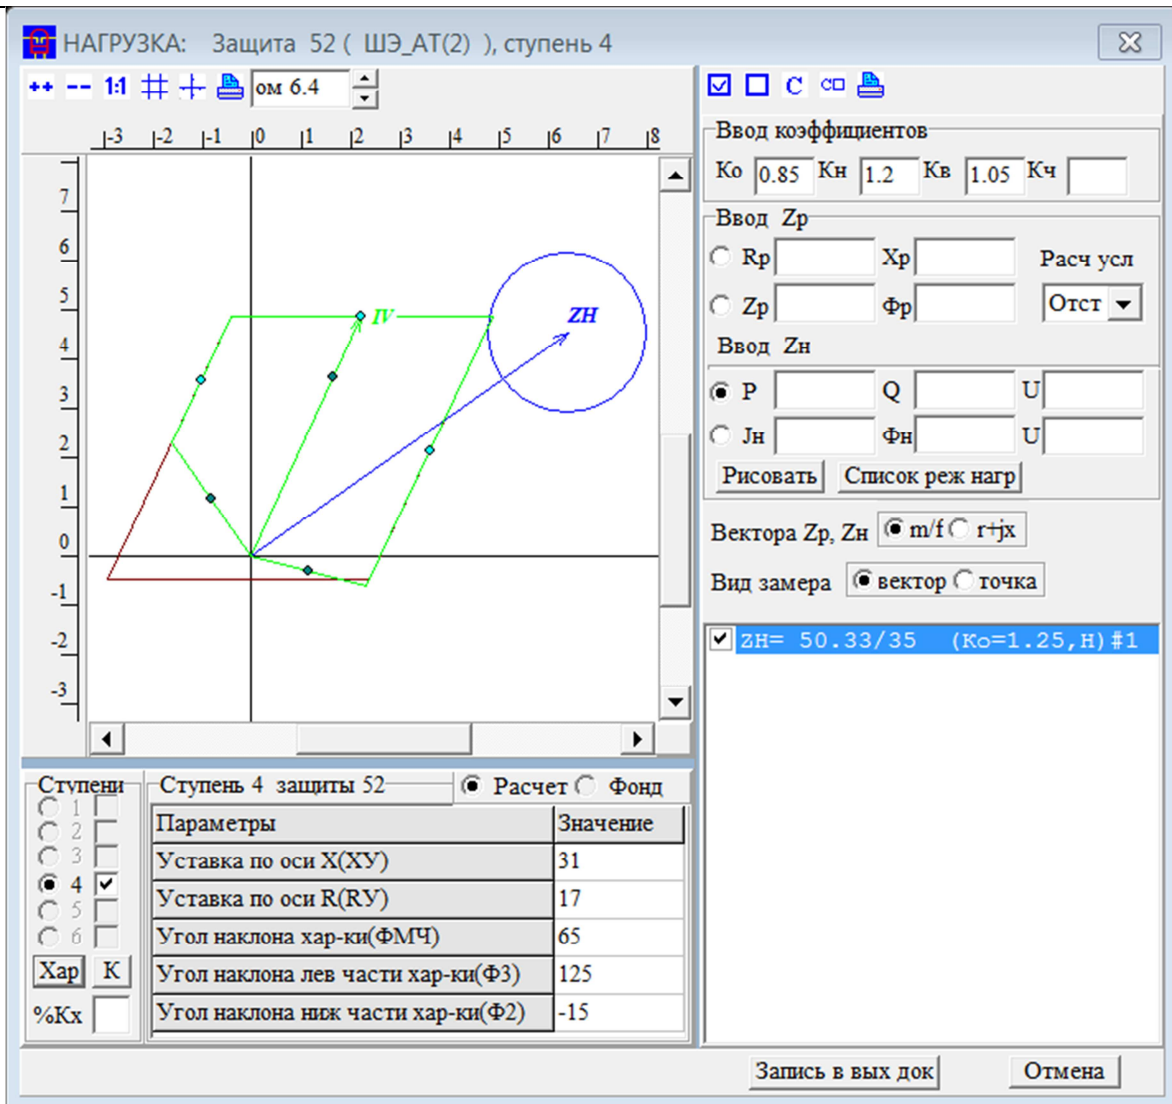 НАГРУЗКА: Защита 52 ( ШЭ_АТ(2) ), ступень 4
++ -- 1:1 ом 6.4
-3 -2 -1 0 1 2 3 4 5 6 7 8
7
6
5
4
3
2
1
0
-1
-2
-3
IV
ZH
C
Ввод коэффициентов
Ко 0.85 Кн 1.2 Кв 1.05 Кч
Ввод Zp
Rp Xp Расч усл
Zp Фр Отст
Ввод Zн
P Q U
Jн Фн U
Рисовать Список реж нагр
Вектора Zp, Zн m/f r+jx
Вид замера вектор точка
ZH= 50.33/35 (Ко=1.25,Н)#1
Ступени
1
2
3
4
5
6
Хар К
%Кх
Ступень 4 защиты 52 Расчет Фонд
Параметры Значение
Уставка по оси X(ХУ) 31
Уставка по оси R(RУ) 17
Угол наклона хар-ки(ФМЧ) 65
Угол наклона лев части хар-ки(Ф3) 125
Угол наклона ниж части хар-ки(Ф2) -15
Запись в вых док Отмена